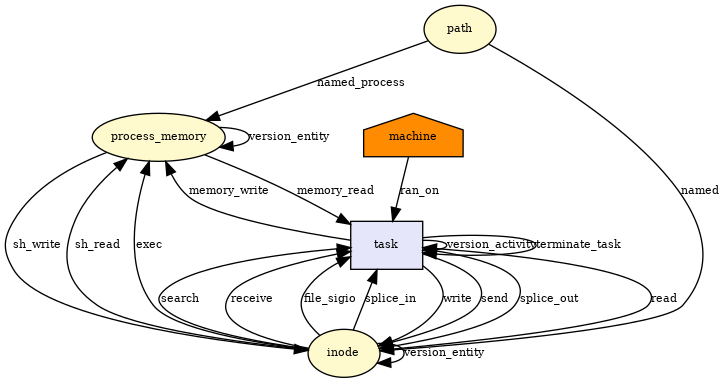 path
named_process
process_memory
version_entity
machine
memory_write
memory_read
ran_on
named
sh_write
sh_read
exec
task
version_activity
terminate_task
search
receive
file_sigio
splice_in
write
send
splice_out
read
inode
version_entity